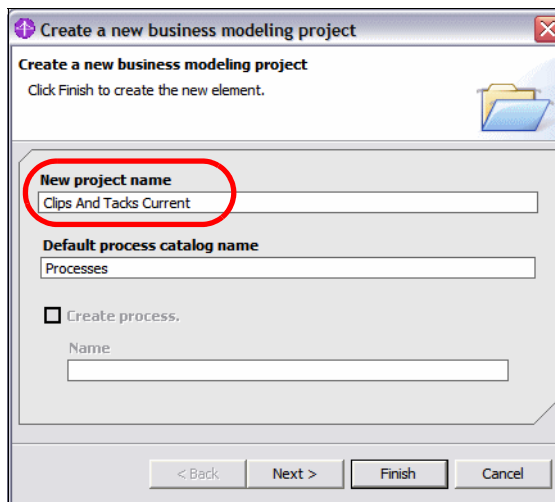 Create a new business modeling project
Create a new business modeling project
Click Finish to create the new element.
New project name
Clips And Tacks Current
Default process catalog name
Processes
Create process.
Name
< Back Next > Finish Cancel